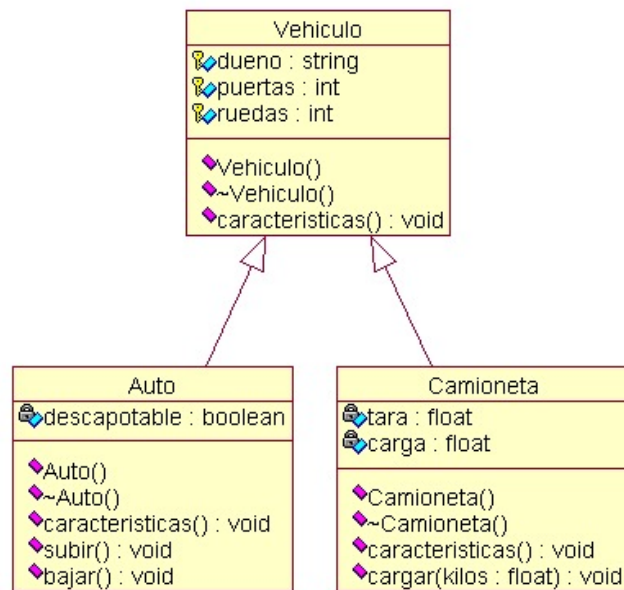 Vehiculo
dueno : string
puertas : int
ruedas : int
Vehiculo()
~Vehiculo()
caracteristicas() : void
Auto
descapotable : boolean
Auto()
~Auto()
caracteristicas() : void
subir() : void
bajar() : void
Camioneta
tara : float
carga : float
Camioneta()
~Camioneta()
caracteristicas() : void
cargar(kilos : float) : void